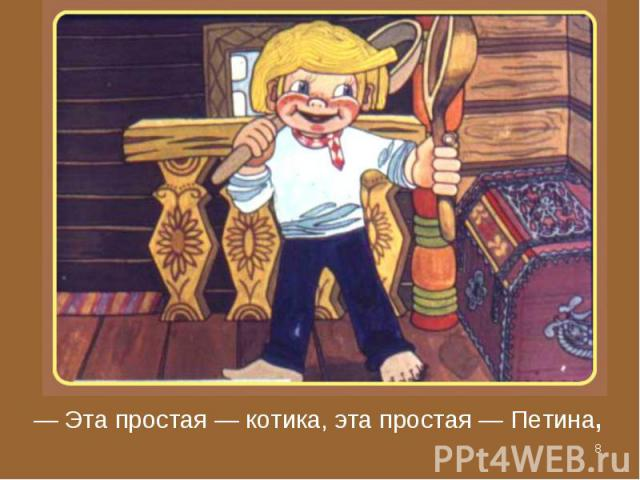 — Эта простая — котика, эта простая — Петина,
8
PPt4WEB.ru